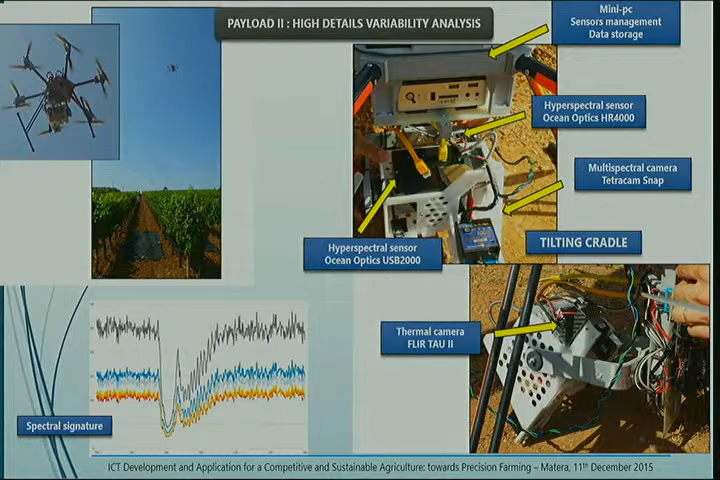 PAYLOAD II : HIGH DETAILS VARIABILITY ANALYSIS
Mini-pc
Sensors management
Data storage
Hyperspectral sensor
Ocean Optics HR4000
Multispectral camera
Tetracam Snap
TILTING CRADLE
Hyperspectral sensor
Ocean Optics USB2000
Thermal camera
FLIR TAU II
Spectral signature
ICT Development and Application for a Competitive and Sustainable Agriculture: towards Precision Farming – Matera, 11th December 2015